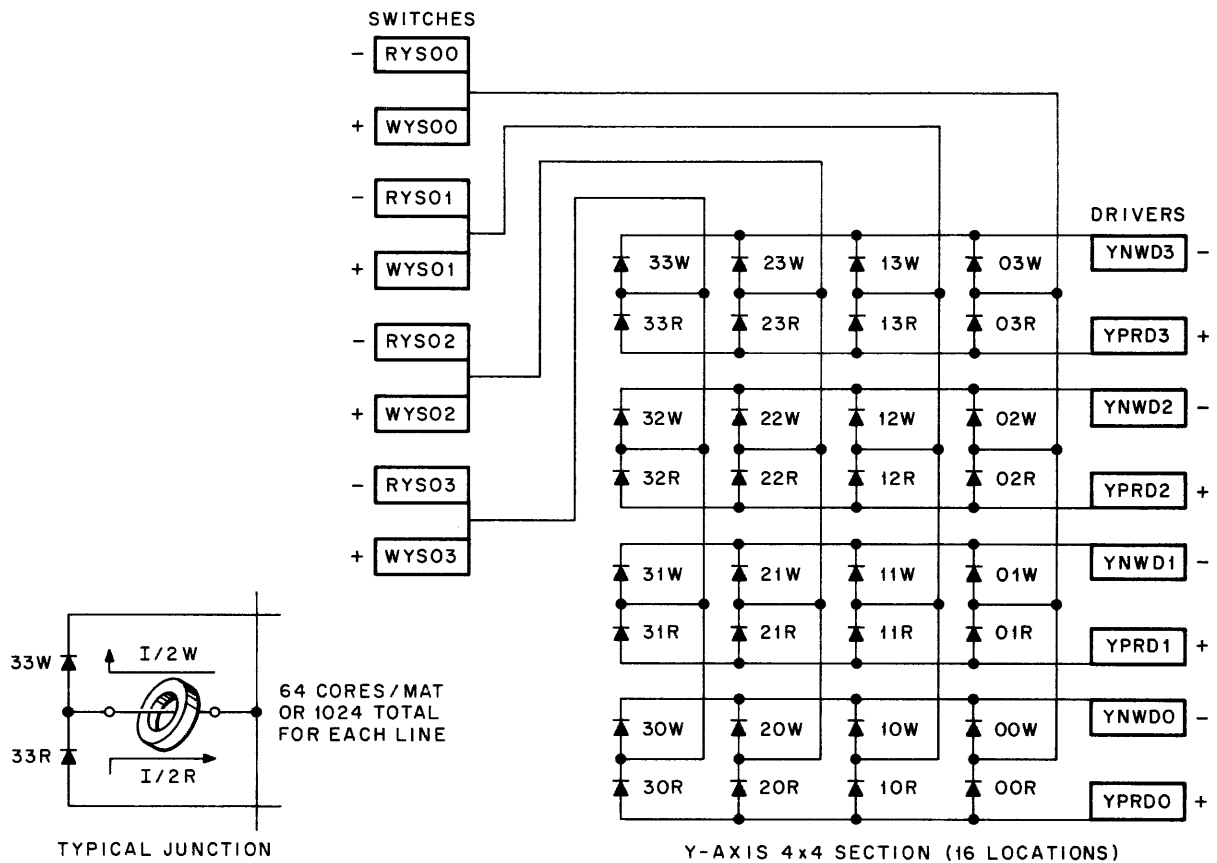 SWITCHES
- RYS00
+ WYS00
- RYS01
+ WYS01
- RYS02
+ WYS02
- RYS03
+ WYS03
DRIVERS
33W 23W 13W 03W YNWD3 -
33R 23R 13R 03R YPRD3 +
32W 22W 12W 02W YNWD2 -
32R 22R 12R 02R YPRD2 +
31W 21W 11W 01W YNWD1 -
31R 21R 11R 01R YPRD1 +
30W 20W 10W 00W YNWD0 -
30R 20R 10R 00R YPRD0 +
Y-AXIS 4x4 SECTION (16 LOCATIONS)
33W
I/2W
33R
I/2R
64 CORES/MAT
OR 1024 TOTAL
FOR EACH LINE
TYPICAL JUNCTION